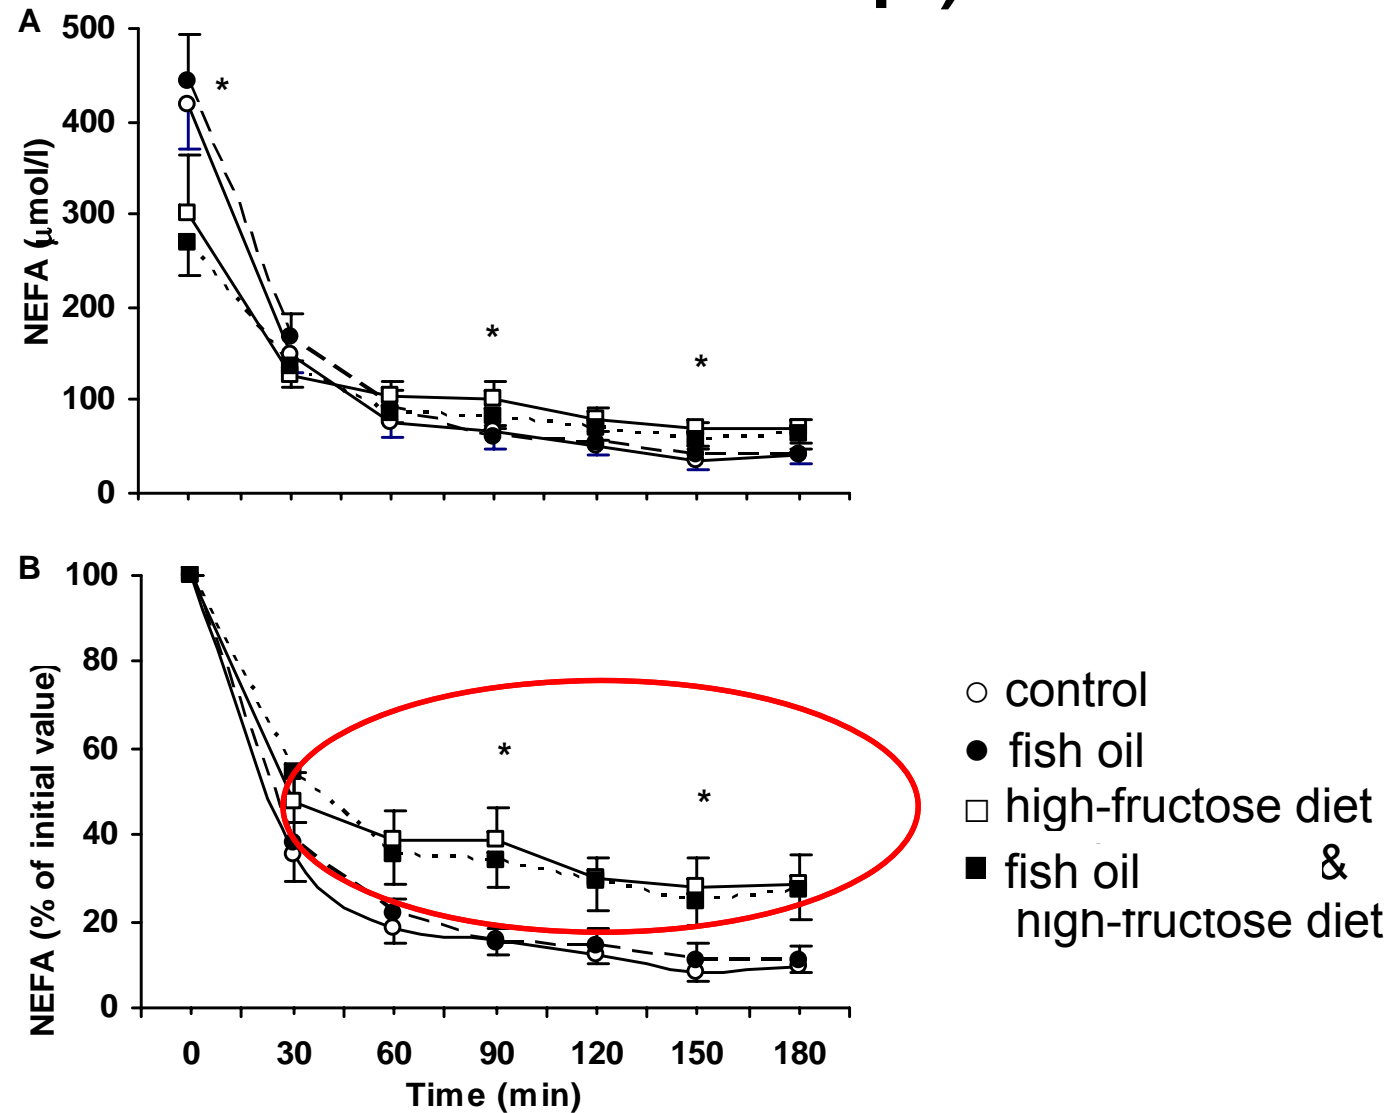 A
500
400
300
200
100
0
NEFA (µmol/l)
*
*
*
B
100
80
60
40
20
0
NEFA (% of initial value)
*
*
0 30 60 90 120 150 180
Time (min)
control
fish oil
high-fructose diet
fish oil &
high-fructose diet